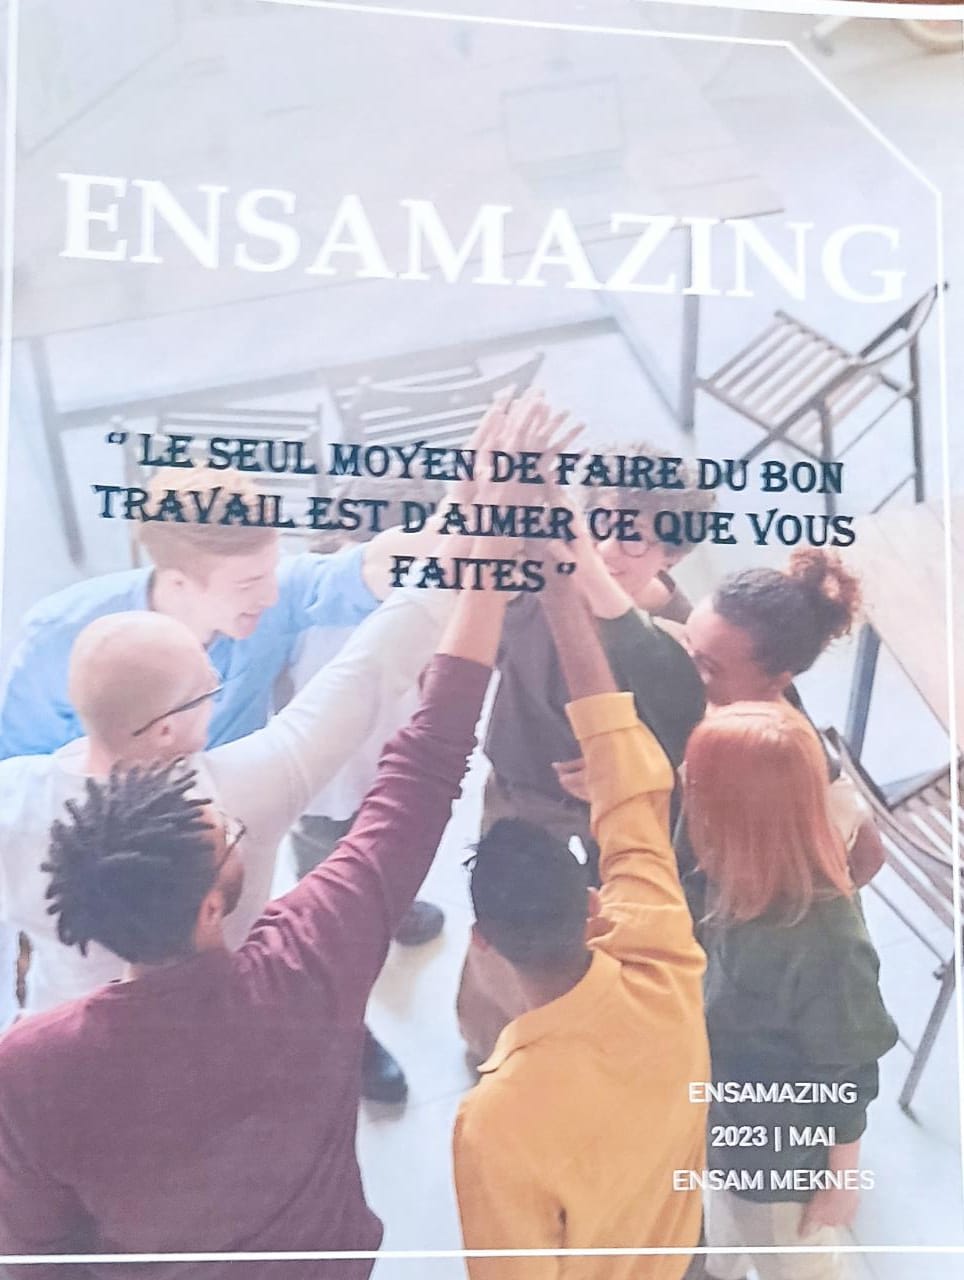 ENSAMAZING
“ LE SEUL MOYEN DE FAIRE DU BON
TRAVAIL EST D'AIMER CE QUE VOUS
FAITES “
ENSAMAZING
2023 | MAI
ENSAM MEKNES